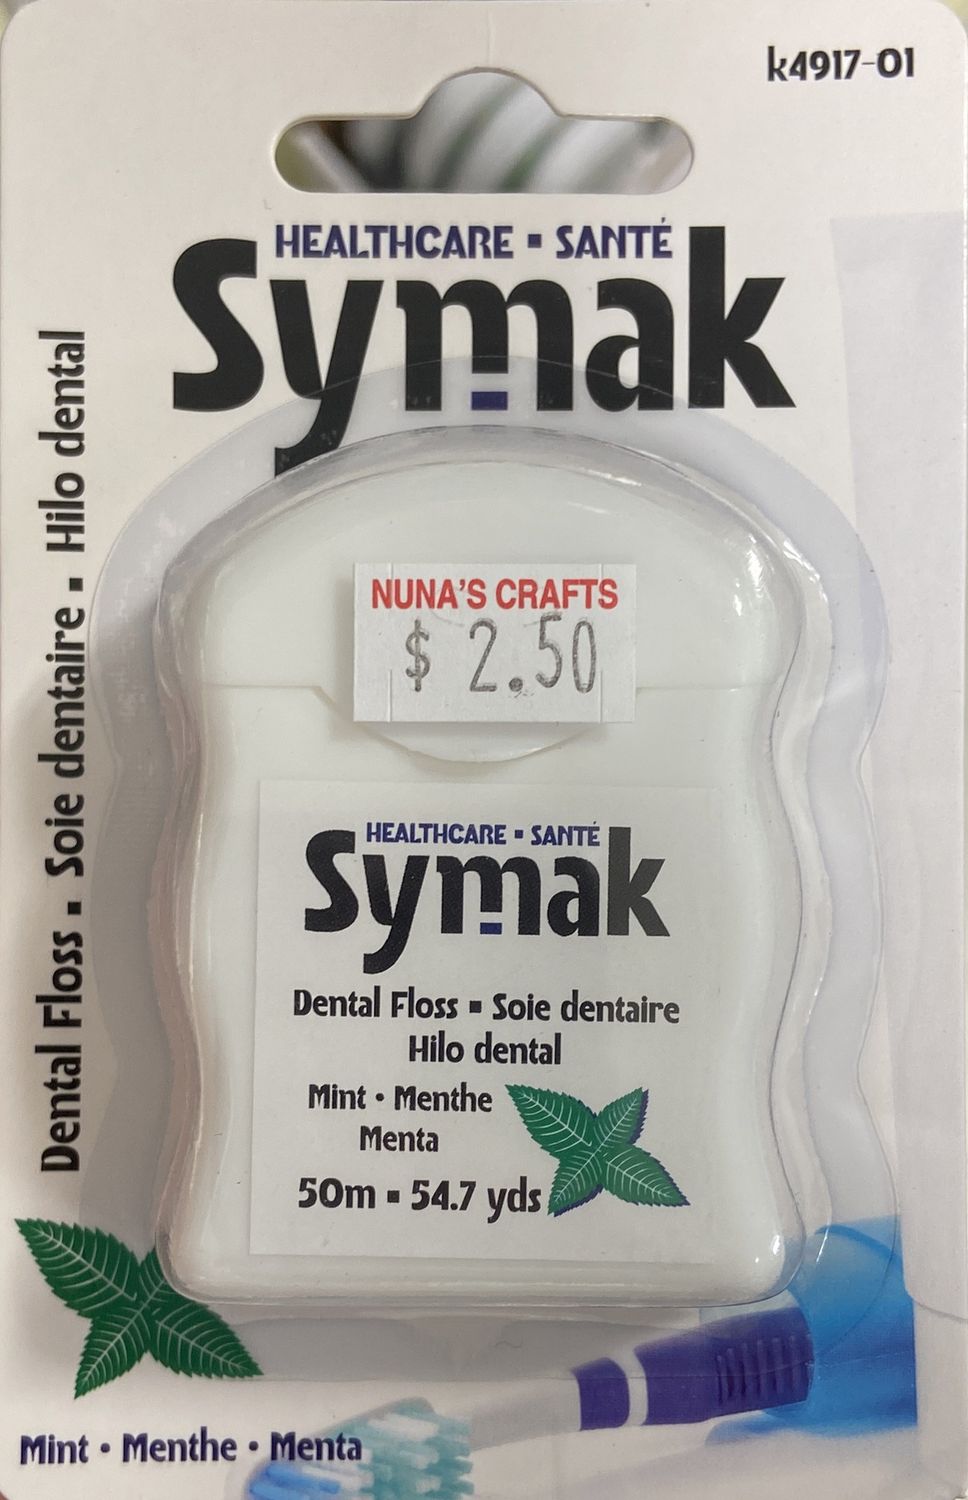 k4917-01
HEALTHCARE ▪ SANTÉ
Symak
Dental Floss ▪ Soie dentaire ▪ Hilo dental
NUNA'S CRAFTS
$ 2.50
HEALTHCARE ▪ SANTÉ
Symak
Dental Floss ▪ Soie dentaire
Hilo dental
Mint • Menthe
Menta
50m ▪ 54.7 yds
Mint • Menthe • Menta